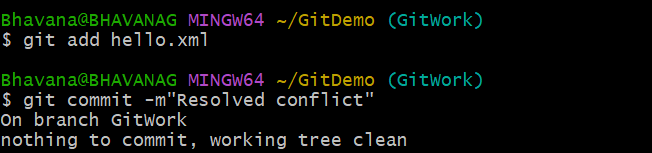 Bhavana@BHAVANAG MINGW64 ~/GitDemo (GitWork)
$ git add hello.xml
Bhavana@BHAVANAG MINGW64 ~/GitDemo (GitWork)
$ git commit -m"Resolved conflict"
On branch GitWork
nothing to commit, working tree clean